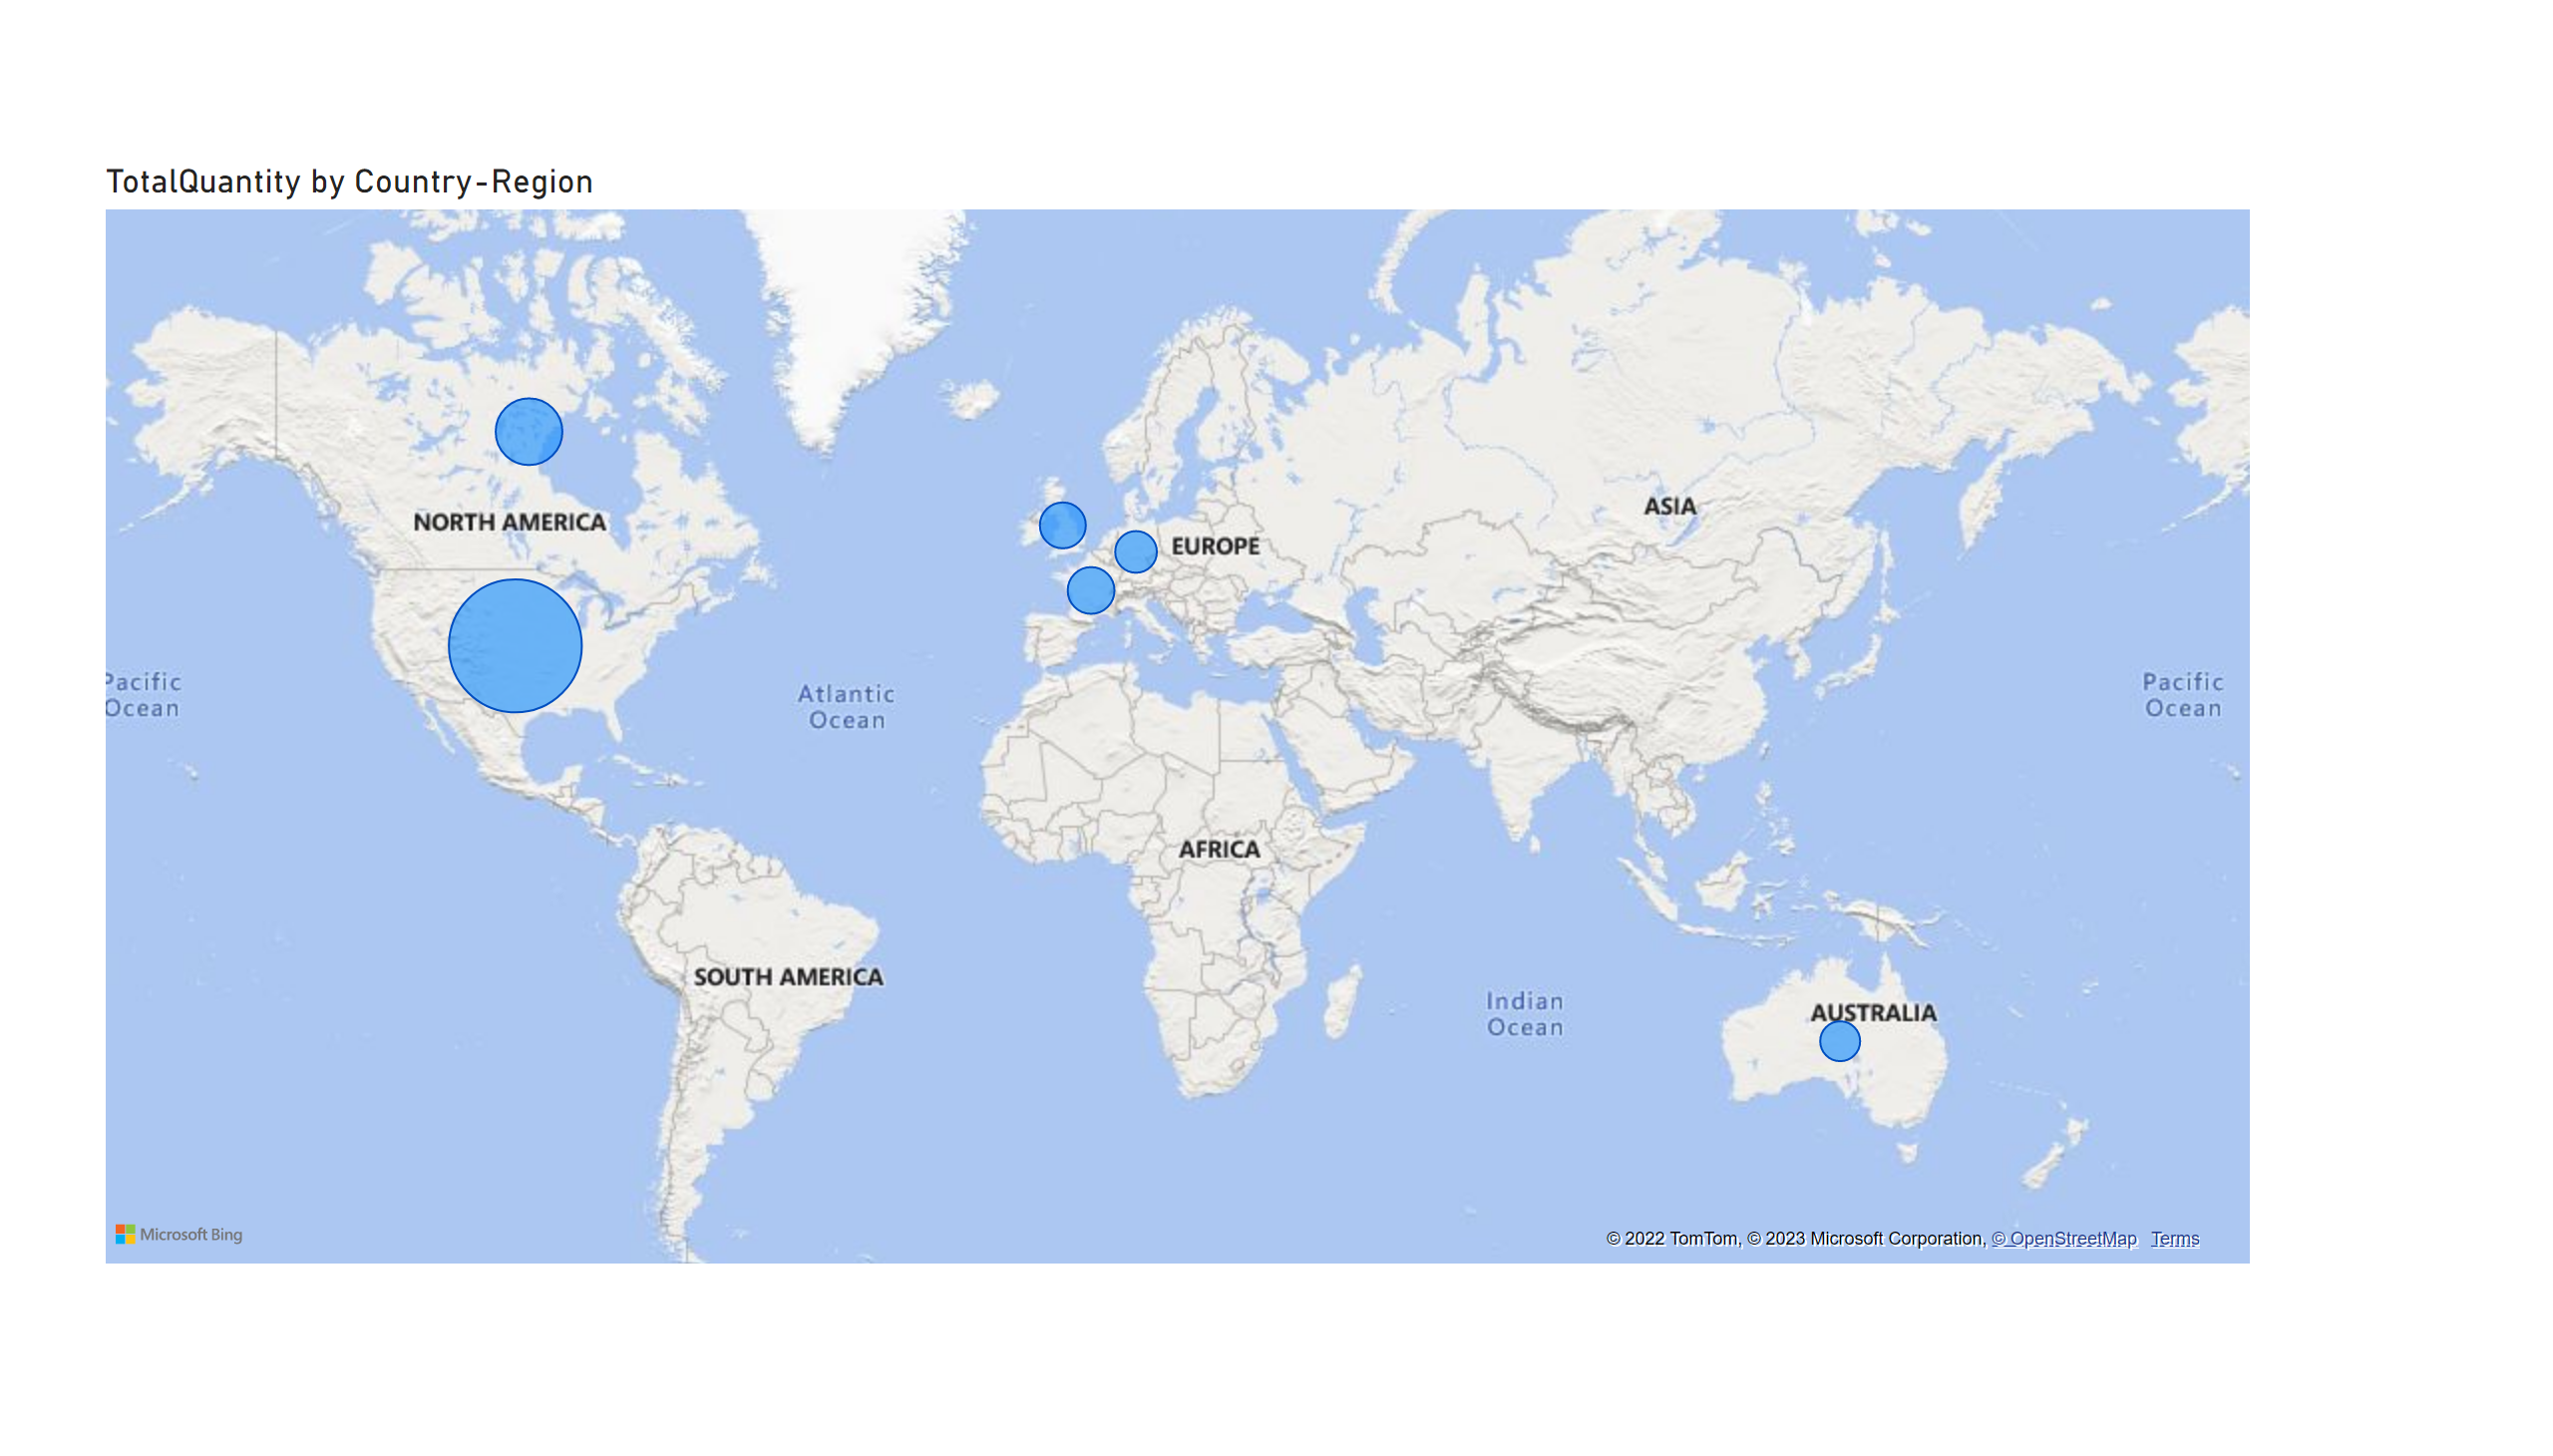 TotalQuantity by Country-Region
NORTH AMERICA
EUROPE
ASIA
Pacific
Ocean
Atlantic
Ocean
Pacific
Ocean
AFRICA
SOUTH AMERICA
Indian
Ocean
AUSTRALIA
Microsoft Bing
© 2022 TomTom, © 2023 Microsoft Corporation, © OpenStreetMap Terms